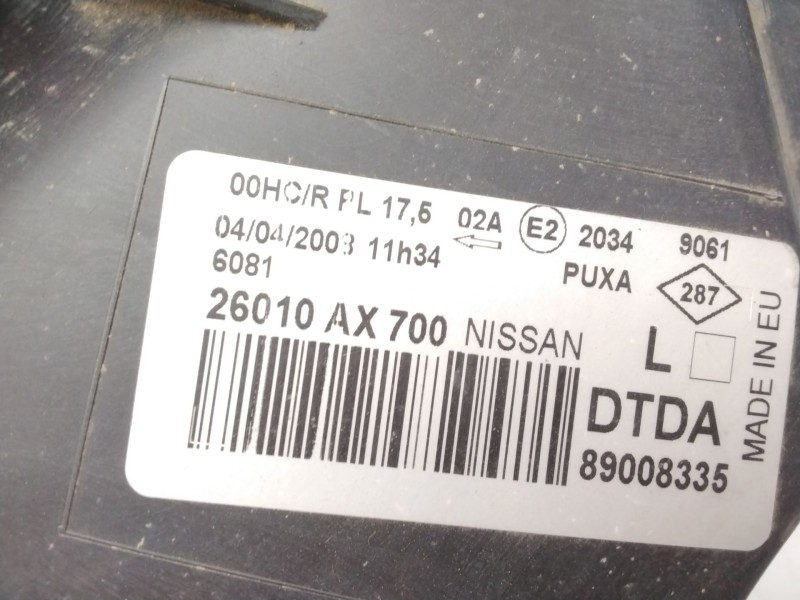 00HC/R PL 17,5 02A E2 2034 9061
04/04/2008 11h34 PUXA 287
6081
26010 AX 700 NISSAN L
DTDA
89008335
MADE IN EU